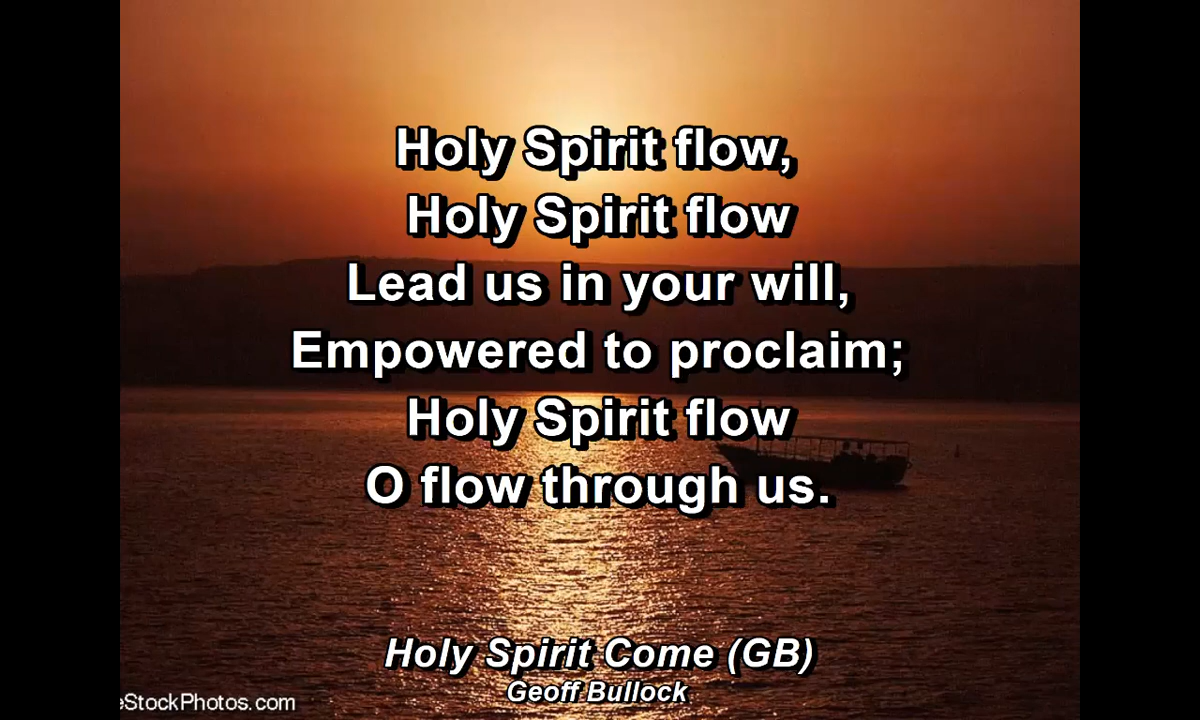 Holy Spirit flow,
Holy Spirit flow
Lead us in your will,
Empowered to proclaim;
Holy Spirit flow
O flow through us.
Holy Spirit Come (GB)
Geoff Bullock
eStockPhotos.com